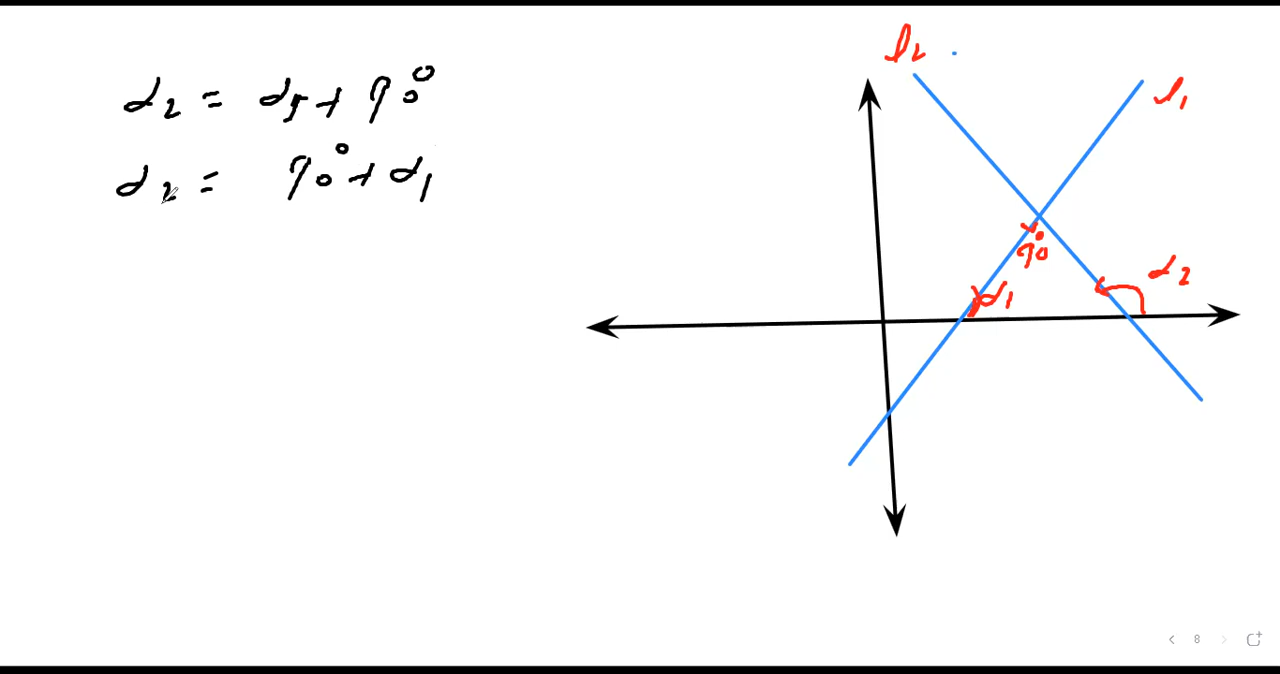 α₂ = α₁ + 90°
α₂ = 90° + α₁
l₂
l₁
90°
α₁
α₂
< 8 >